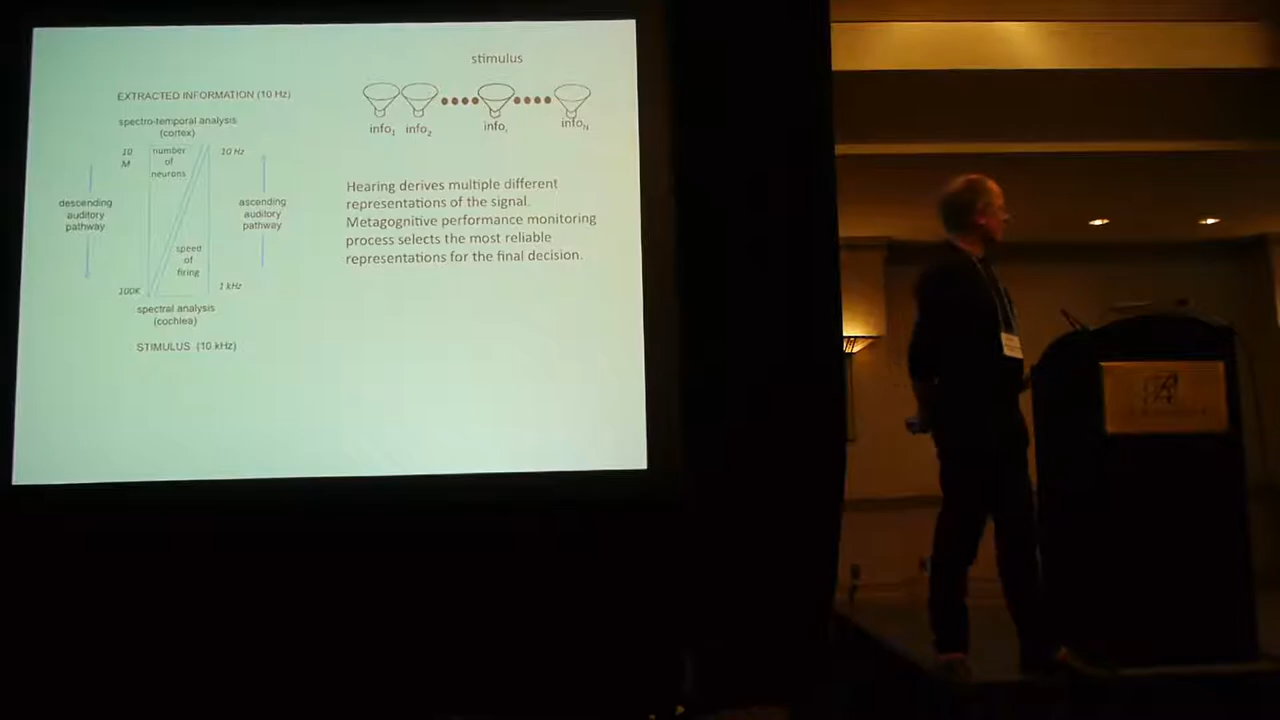 stimulus
info1 info2 infoi infoN
EXTRACTED INFORMATION (10 Hz)
spectro-temporal analysis
(cortex)
10
M
number
of
neurons
10 Hz
descending
auditory
pathway
ascending
auditory
pathway
speed
of
firing
100K
1 kHz
spectral analysis
(cochlea)
STIMULUS (10 kHz)
Hearing derives multiple different
representations of the signal.
Metagognitive performance monitoring
process selects the most reliable
representations for the final decision.